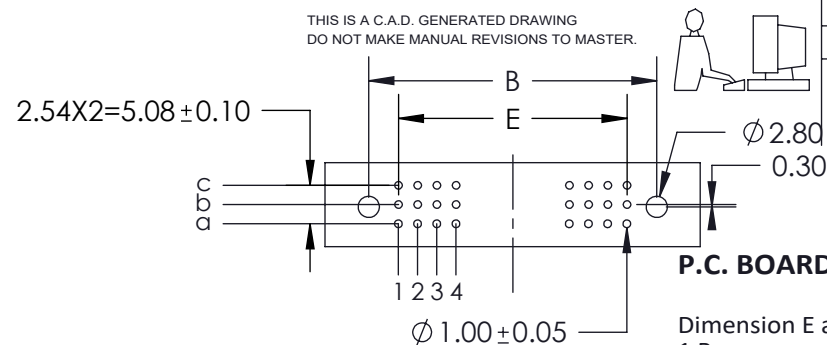 THIS IS A C.A.D. GENERATED DRAWING
DO NOT MAKE MANUAL REVISIONS TO MASTER.
B
2.54X2=5.08±0.10
E
Ø 2.80
0.30
c
b
a
1 2 3 4
P.C. BOARD
Ø 1.00±0.05
Dimension E a